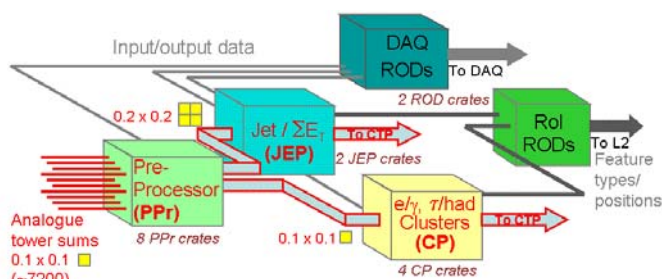 Input/output data
DAQ
RODs
To DAQ
2 ROD crates
0.2 x 0.2
Jet / ΣE_T
(JEP)
To CTP
2 JEP crates
RoI
RODs
To L2
Feature
types/
positions
Pre-
Processor
(PPr)
8 PPr crates
Analogue
tower sums
0.1 x 0.1
(~7200)
e/γ, τ/had
Clusters
(CP)
To CTP
0.1 x 0.1
4 CP crates